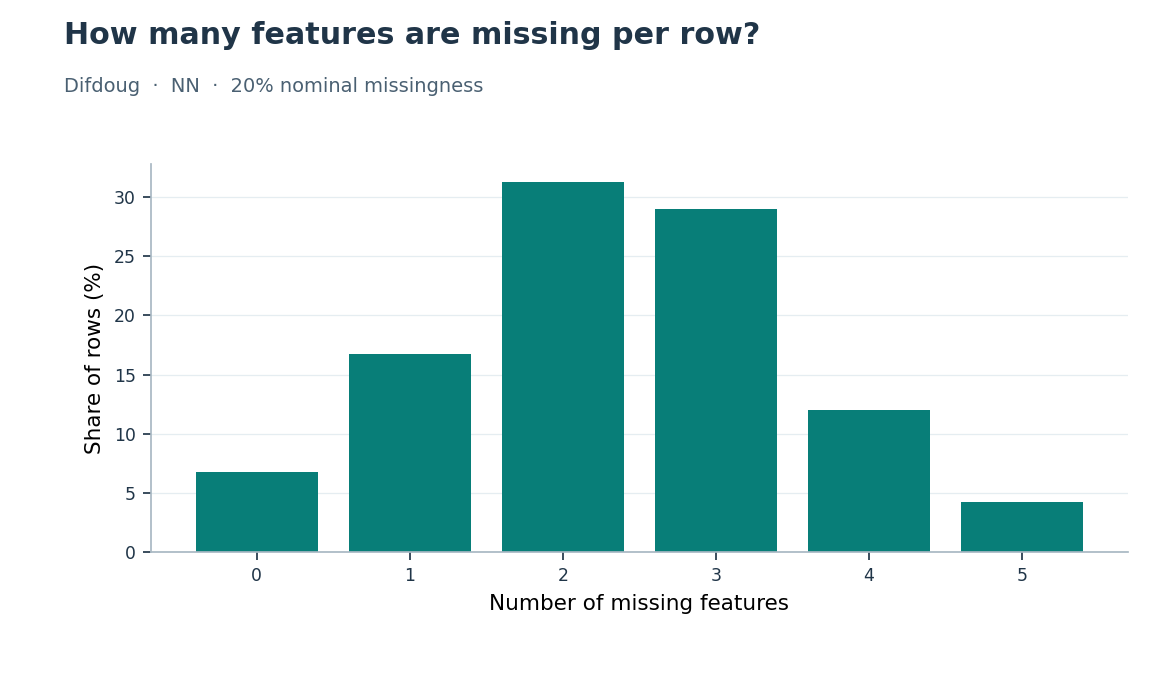 How many features are missing per row?
Difdoug · NN · 20% nominal missingness
30
25
20
15
10
5
0
Share of rows (%)
0 1 2 3 4 5
Number of missing features